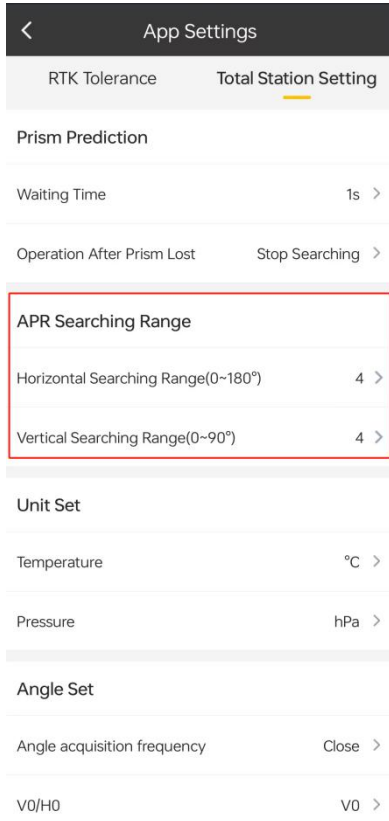 App Settings
RTK Tolerance Total Station Setting
Prism Prediction
Waiting Time 1s
Operation After Prism Lost Stop Searching
APR Searching Range
Horizontal Searching Range(0~180°) 4
Vertical Searching Range(0~90°) 4
Unit Set
Temperature °C
Pressure hPa
Angle Set
Angle acquisition frequency Close
V0/H0 V0